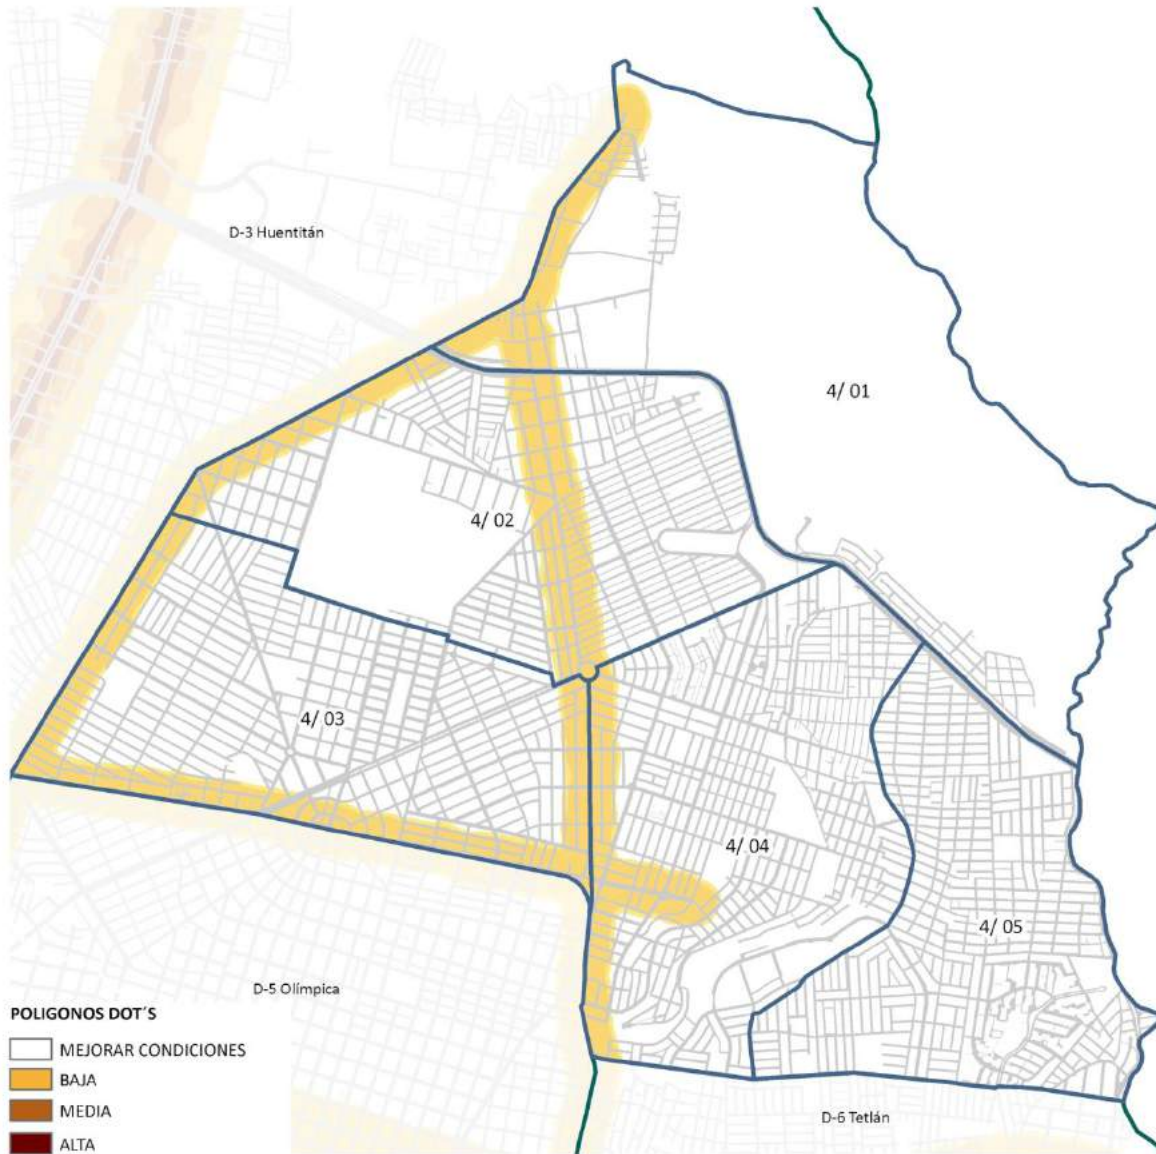 D-3 Huentitán
4/ 01
4/ 02
4/ 03
4/ 04
4/ 05
D-5 Olímpica
D-6 Tetlán
POLIGONOS DOT´S
MEJORAR CONDICIONES
BAJA
MEDIA
ALTA